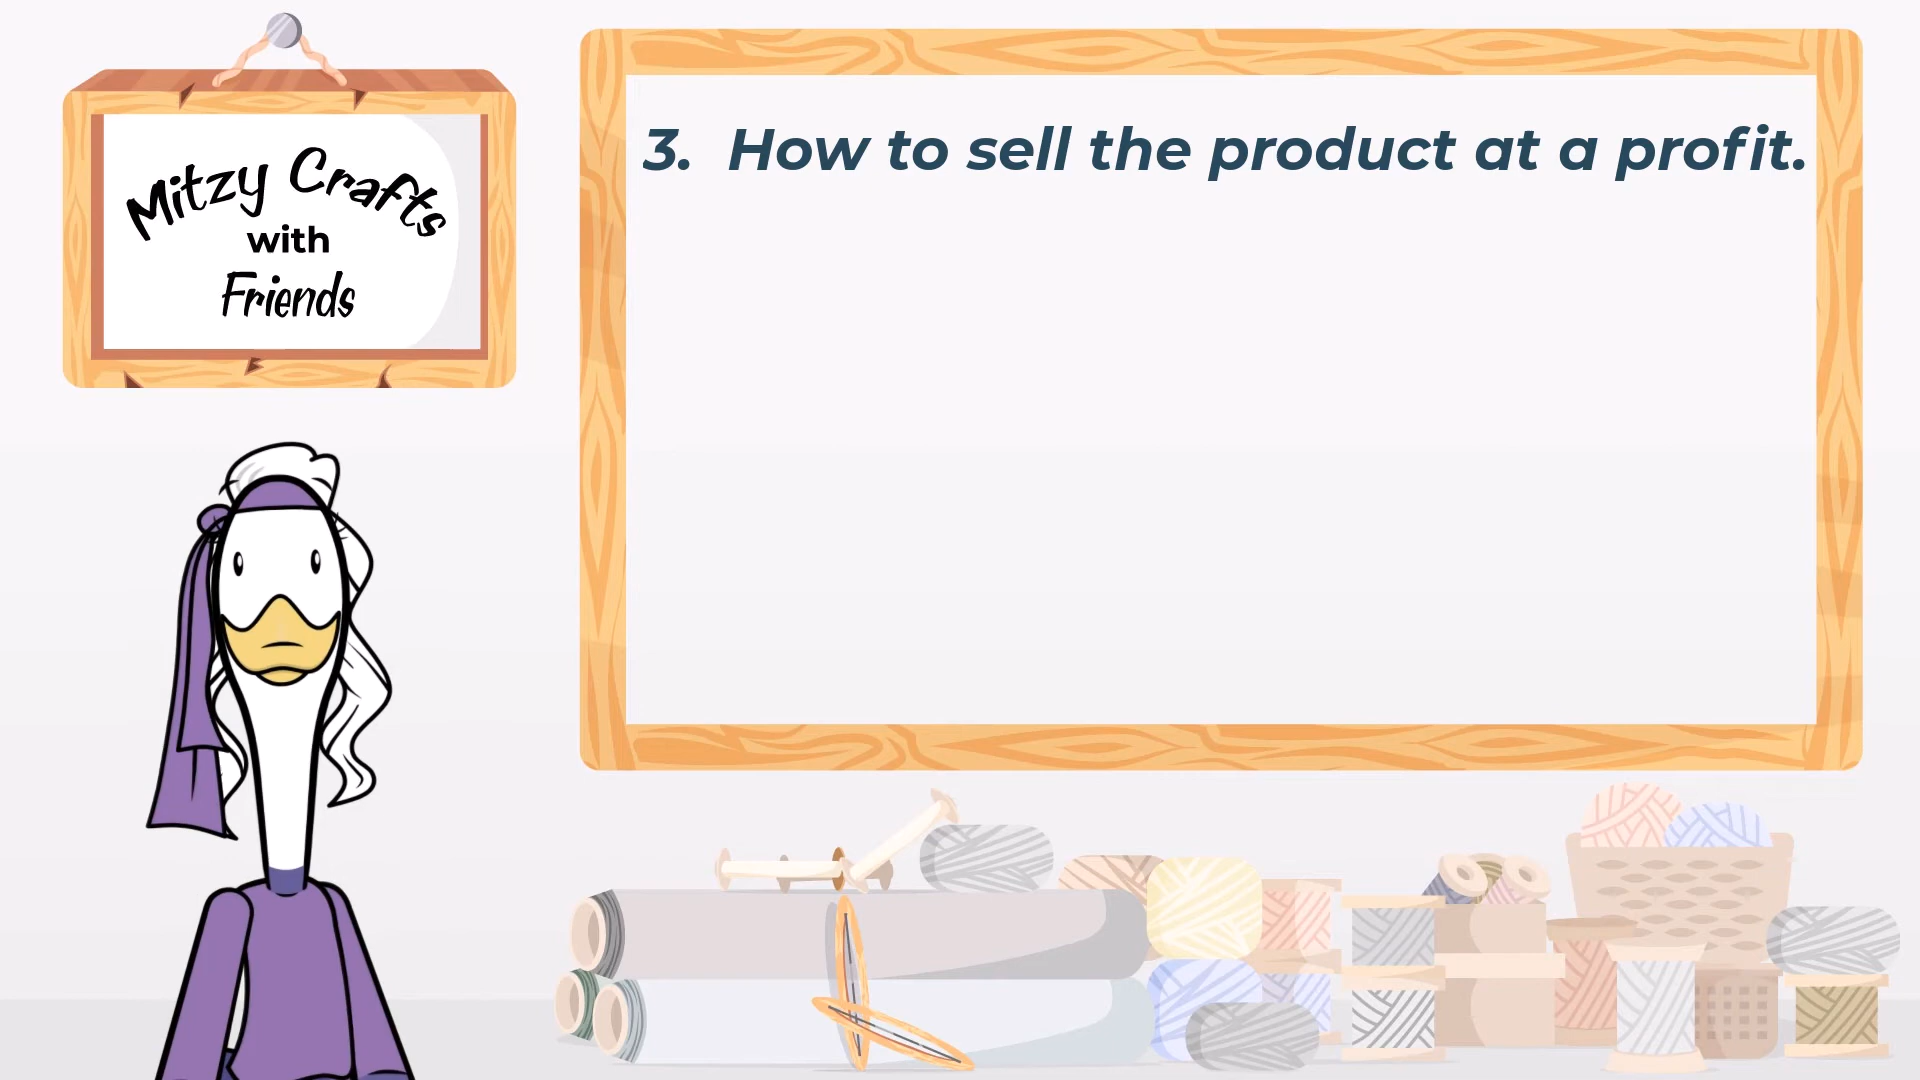 Mitzy Crafts
with
Friends
3. How to sell the product at a profit.